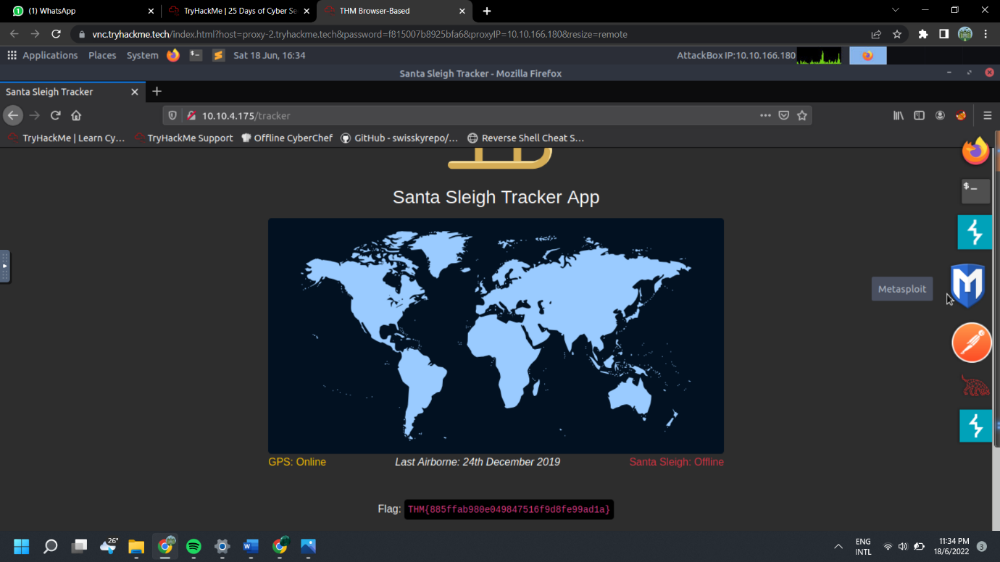 (1) WhatsApp
TryHackMe | 25 Days of Cyber Se
THM Browser-Based
vnc.tryhackme.tech/index.html?host=proxy-2.tryhackme.tech&password=f815007b8925bfa6&proxyIP=10.10.166.180&resize=remote
Applications Places System Sat 18 Jun, 16:34 AttackBox IP:10.10.166.180
Santa Sleigh Tracker - Mozilla Firefox
Santa Sleigh Tracker
10.10.4.175/tracker
TryHackMe | Learn Cy… TryHackMe Support Offline CyberChef GitHub - swisskyrepo/… Reverse Shell Cheat S…
Santa Sleigh Tracker App
Metasploit
GPS: Online Last Airborne: 24th December 2019 Santa Sleigh: Offline
Flag: THM{885ffab980e049847516f9d8fe99ad1a}
26°
ENG
INTL
11:34 PM
18/6/2022
3